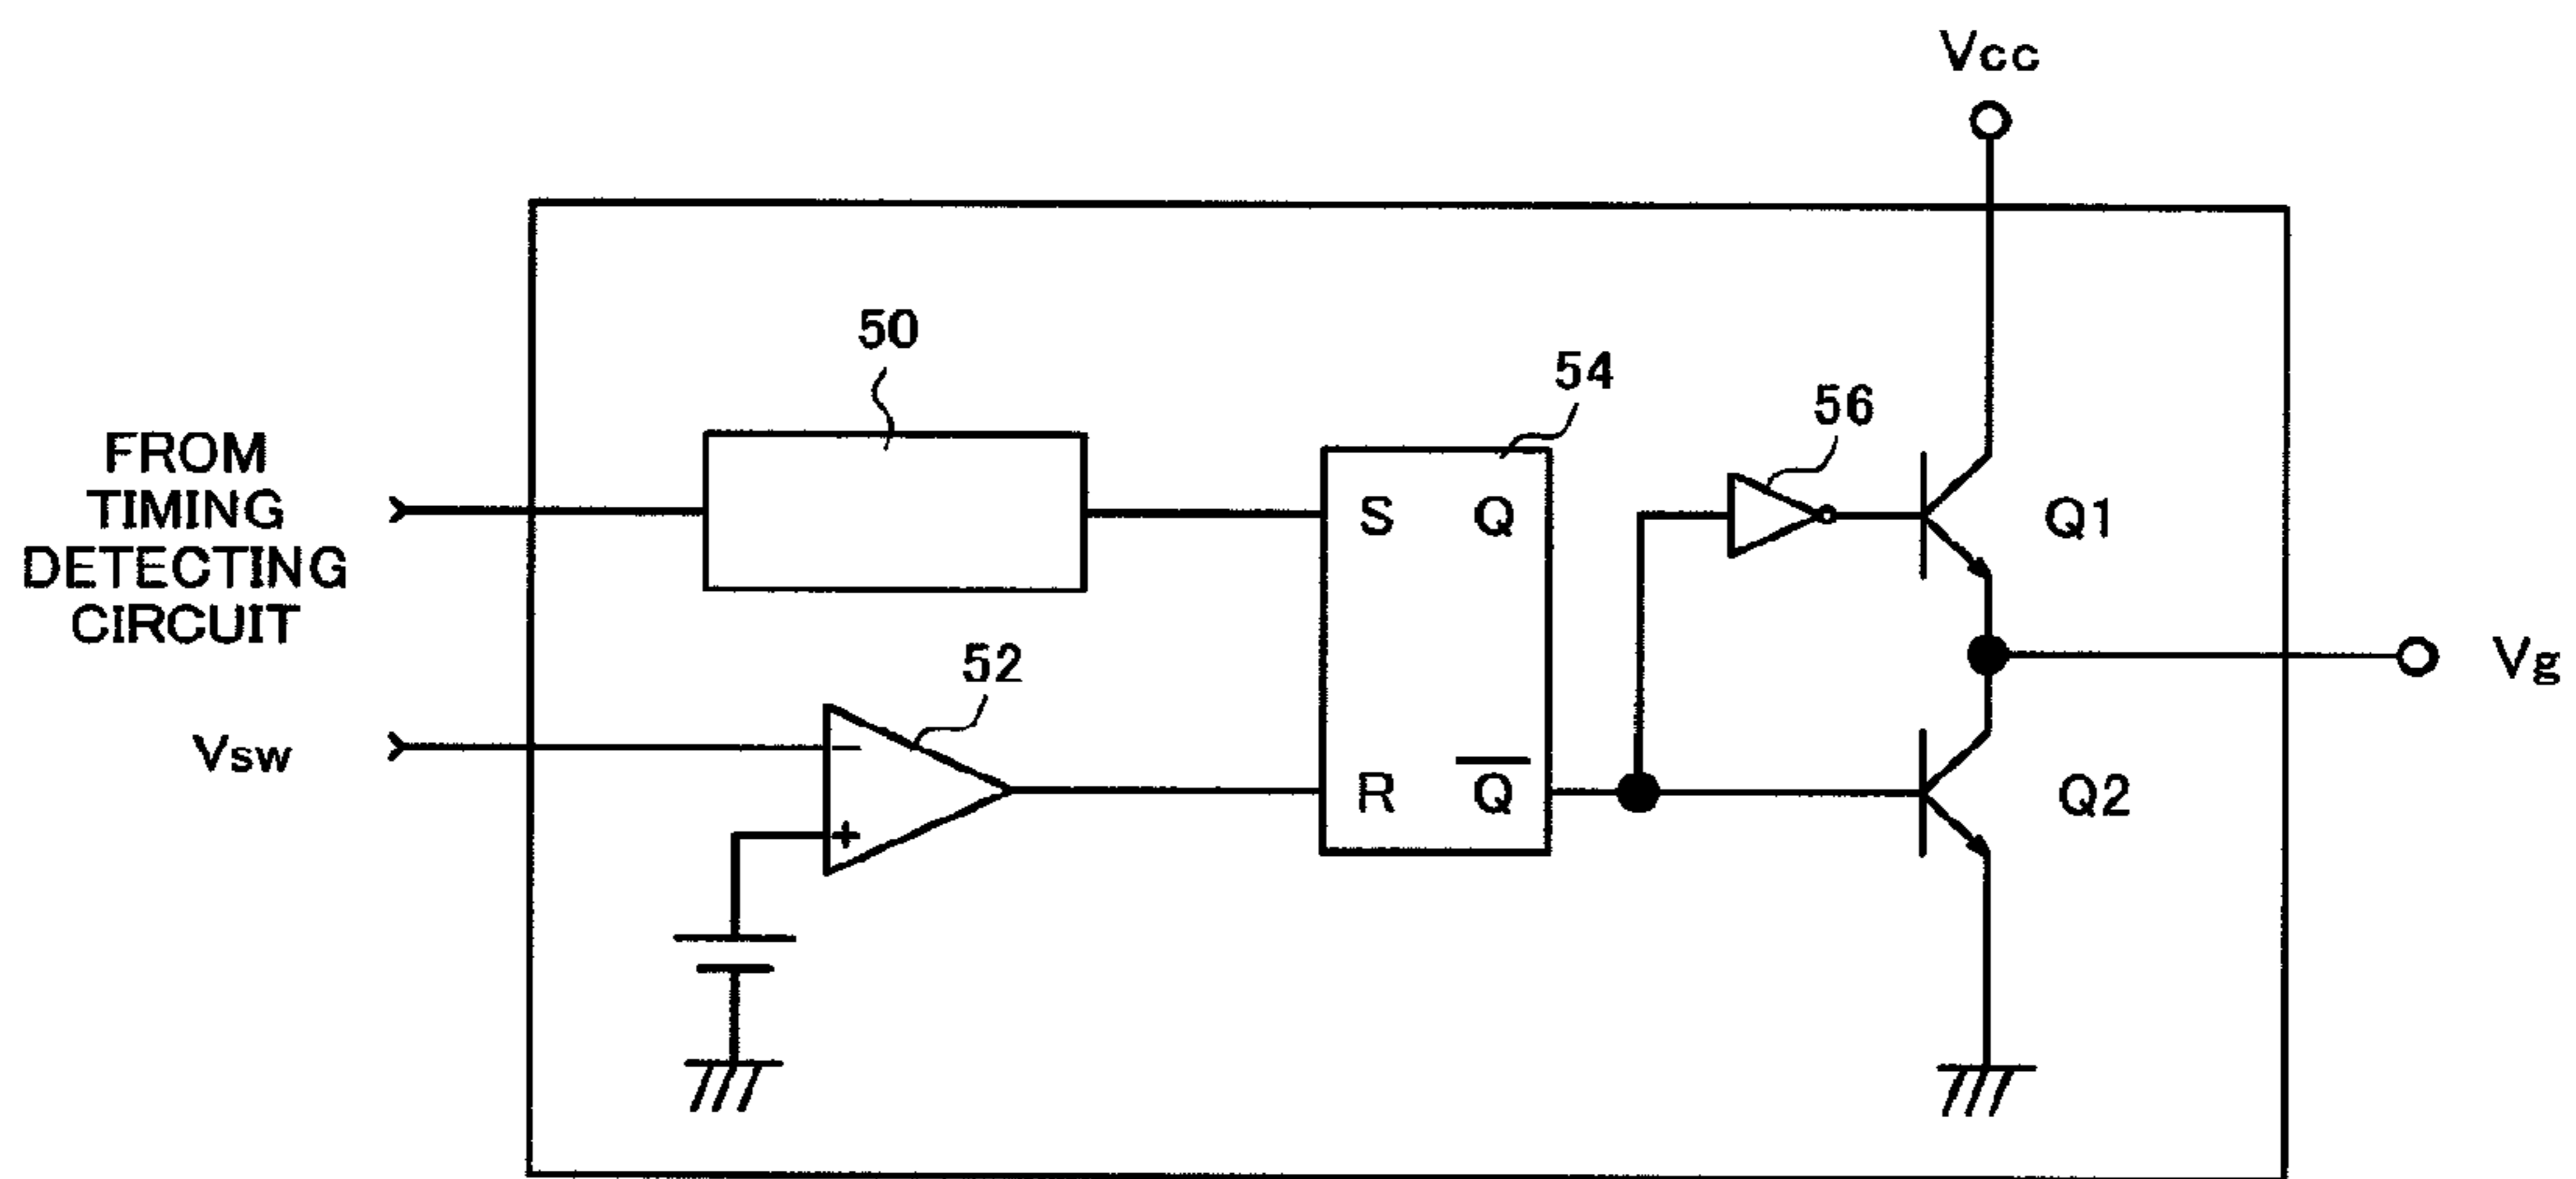 Vcc
50
54
56
FROM
TIMING
DETECTING
CIRCUIT
S Q
Q1
52
Vg
Vsw
−
R Q̅
Q2
+